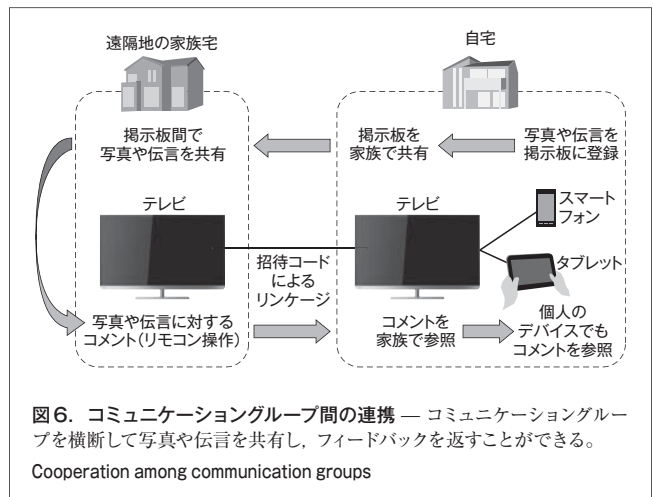 遠隔地の家族宅
自宅
掲示板間で
写真や伝言を共有
掲示板を
家族で共有
写真や伝言を
掲示板に登録
テレビ
テレビ
スマート
フォン
タブレット
招待コード
による
リンケージ
写真や伝言に対する
コメント(リモコン操作)
コメントを
家族で参照
個人の
デバイスでも
コメントを参照
図6. コミュニケーショングループ間の連携 — コミュニケーショングルー
プを横断して写真や伝言を共有し,フィードバックを返すことができる。
Cooperation among communication groups